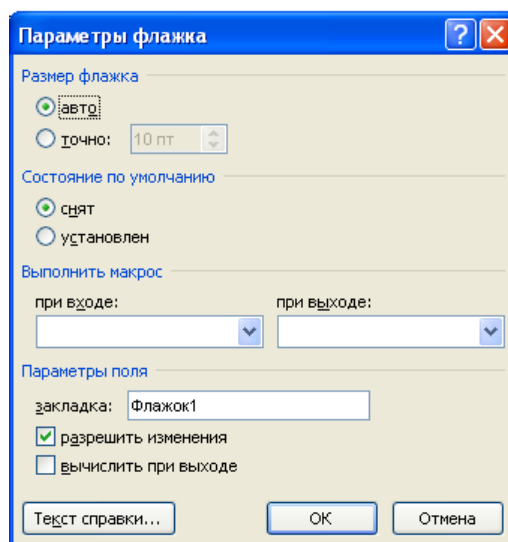 Параметры флажка
Размер флажка
авто
точно: 10 пт
Состояние по умолчанию
снят
установлен
Выполнить макрос
при входе: при выходе:
Параметры поля
закладка: Флажок1
разрешить изменения
вычислить при выходе
Текст справки... ОК Отмена